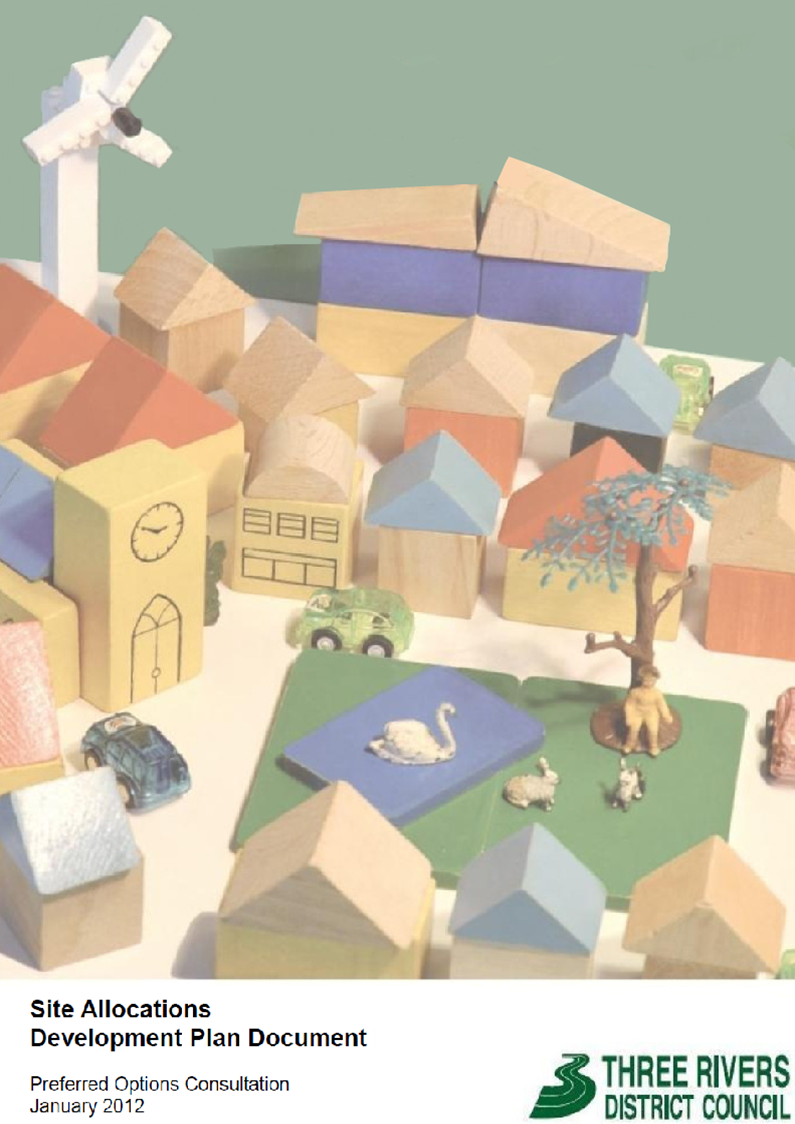 Site Allocations
Development Plan Document
Preferred Options Consultation
January 2012
THREE RIVERS
DISTRICT COUNCIL